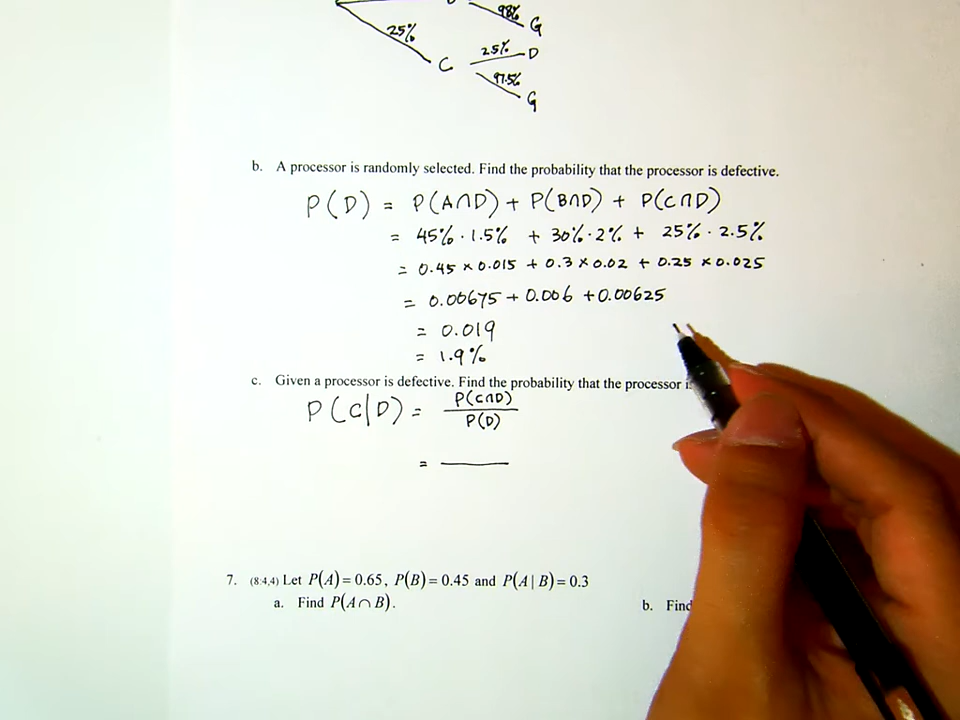 98% G
25%
C 2.5% D
97.5%
G
b. A processor is randomly selected. Find the probability that the processor is defective.
P(D) = P(A∩D) + P(B∩D) + P(C∩D)
= 45% · 1.5% + 30% · 2% + 25% · 2.5%
= 0.45 × 0.015 + 0.3 × 0.02 + 0.25 × 0.025
= 0.00675 + 0.006 + 0.00625
= 0.019
= 1.9%
c. Given a processor is defective. Find the probability that the processor
P(C|D) = P(C∩D) / P(D)
=
7. (8.4,4) Let P(A) = 0.65, P(B) = 0.45 and P(A | B) = 0.3
a. Find P(A ∩ B). b. Find